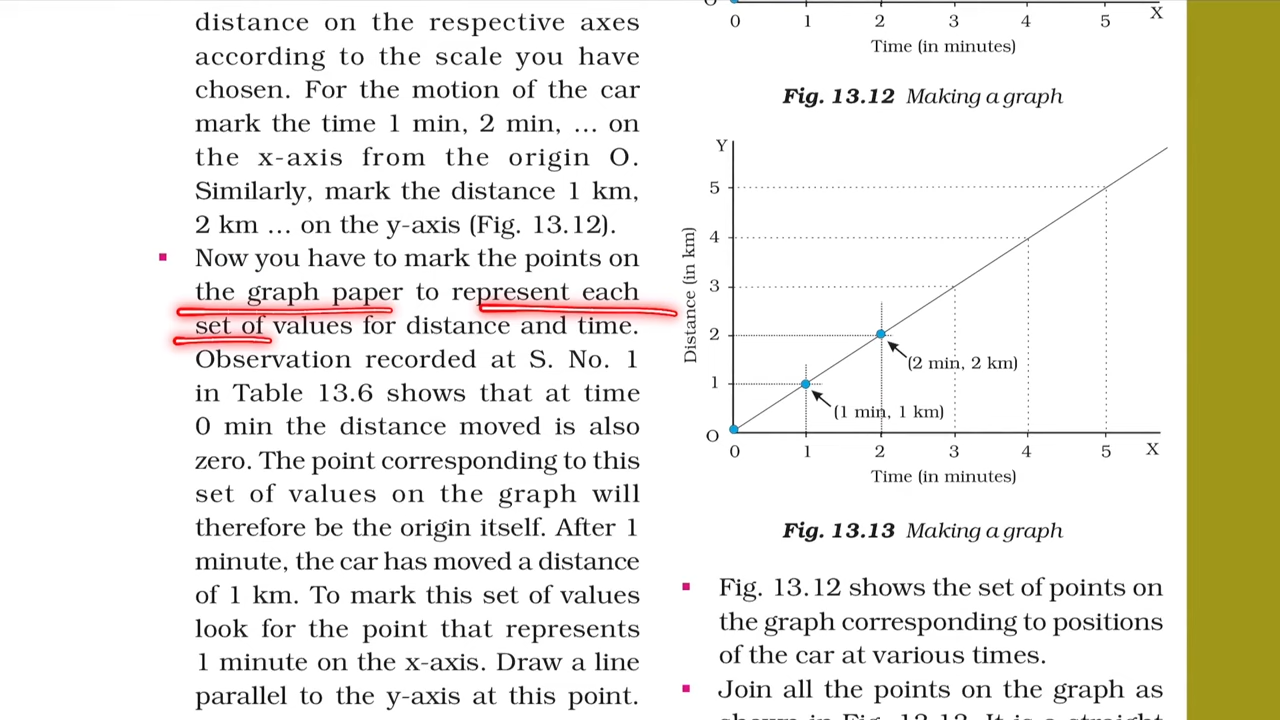 distance on the respective axes
according to the scale you have
chosen. For the motion of the car
mark the time 1 min, 2 min, ... on
the x-axis from the origin O.
Similarly, mark the distance 1 km,
2 km ... on the y-axis (Fig. 13.12).
▪ Now you have to mark the points on
the graph paper to represent each
set of values for distance and time.
Observation recorded at S. No. 1
in Table 13.6 shows that at time
0 min the distance moved is also
zero. The point corresponding to this
set of values on the graph will
therefore be the origin itself. After 1
minute, the car has moved a distance
of 1 km. To mark this set of values
look for the point that represents
1 minute on the x-axis. Draw a line
parallel to the y-axis at this point.
0 1 2 3 4 5 X
Time (in minutes)
Fig. 13.12 Making a graph
Y
5
4
3
2
1
O
Distance (in km)
(2 min, 2 km)
(1 min, 1 km)
0 1 2 3 4 5 X
Time (in minutes)
Fig. 13.13 Making a graph
▪ Fig. 13.12 shows the set of points on
the graph corresponding to positions
of the car at various times.
▪ Join all the points on the graph as
shown in Fig. 13.13. It is a straight